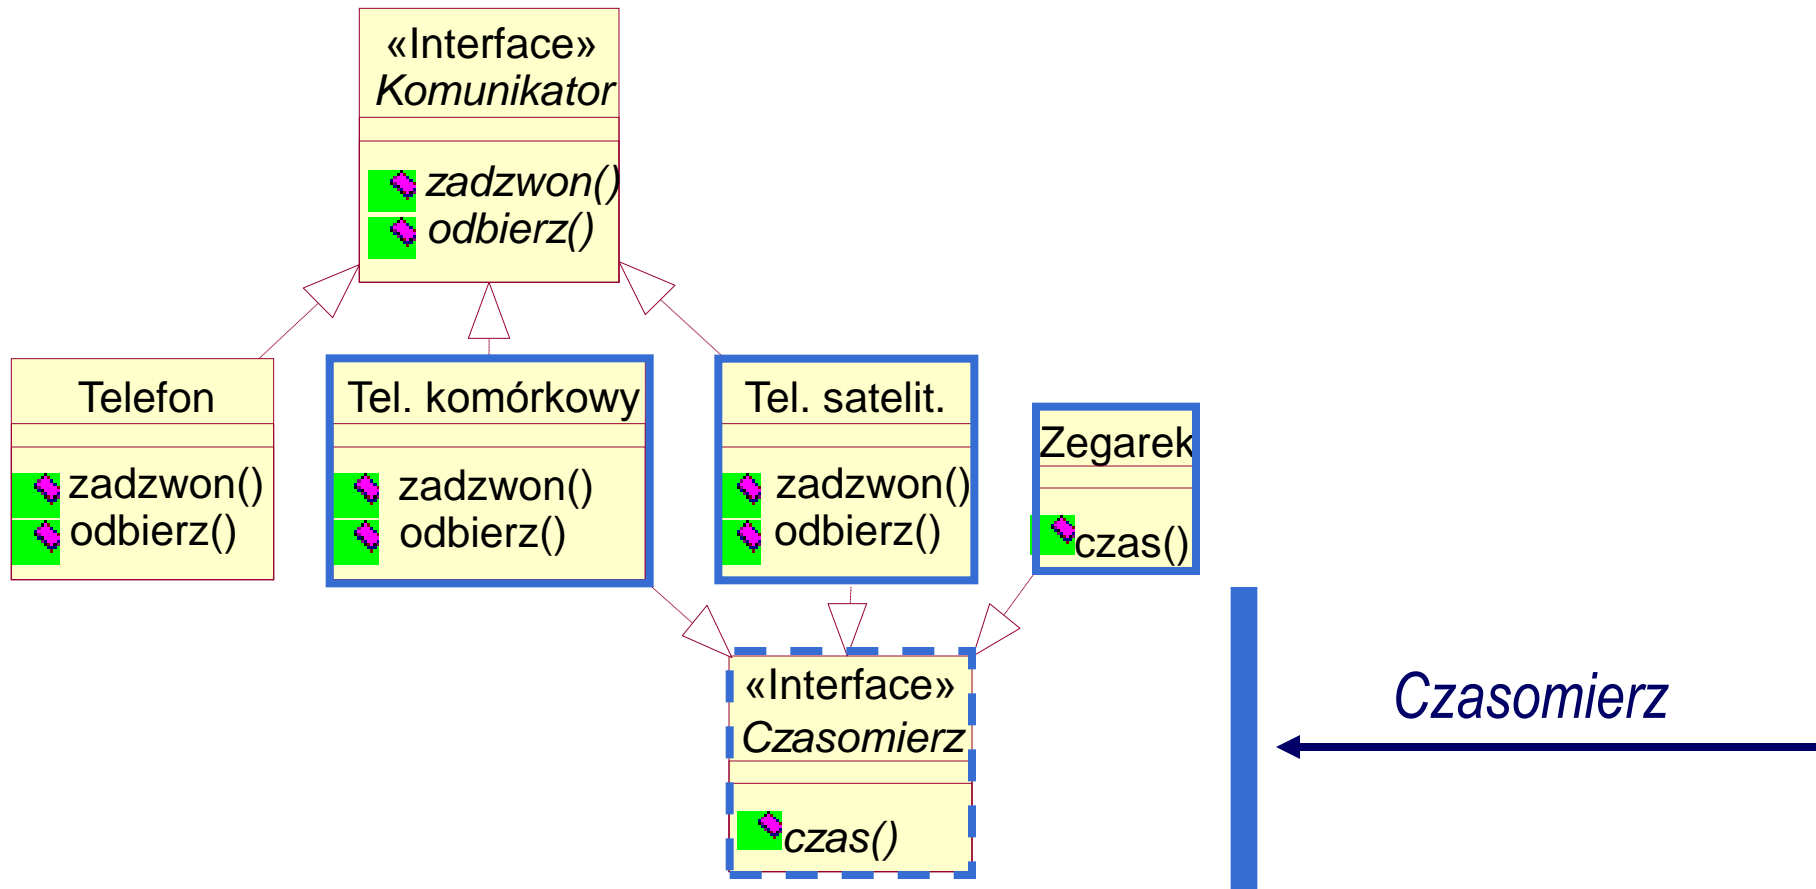 «Interface»
Komunikator
zadzwon()
odbierz()
Telefon
zadzwon()
odbierz()
Tel. komórkowy
zadzwon()
odbierz()
Tel. satelit.
zadzwon()
odbierz()
Zegarek
czas()
«Interface»
Czasomierz
czas()
Czasomierz